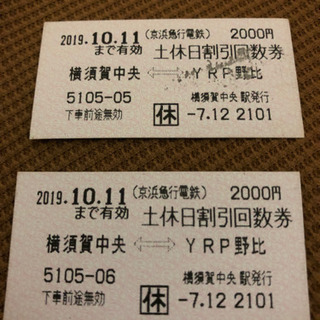 2019.10.11 (京浜急行電鉄) 2000円
まで有効 土休日割引回数券
横須賀中央 ⇔ YRP野比
5105-05 横須賀中央駅発行
下車前途無効 休 -7.12 2101
2019.10.11 (京浜急行電鉄) 2000円
まで有効 土休日割引回数券
横須賀中央 ⇔ YRP野比
5105-06 横須賀中央駅発行
下車前途無効 休 -7.12 2101